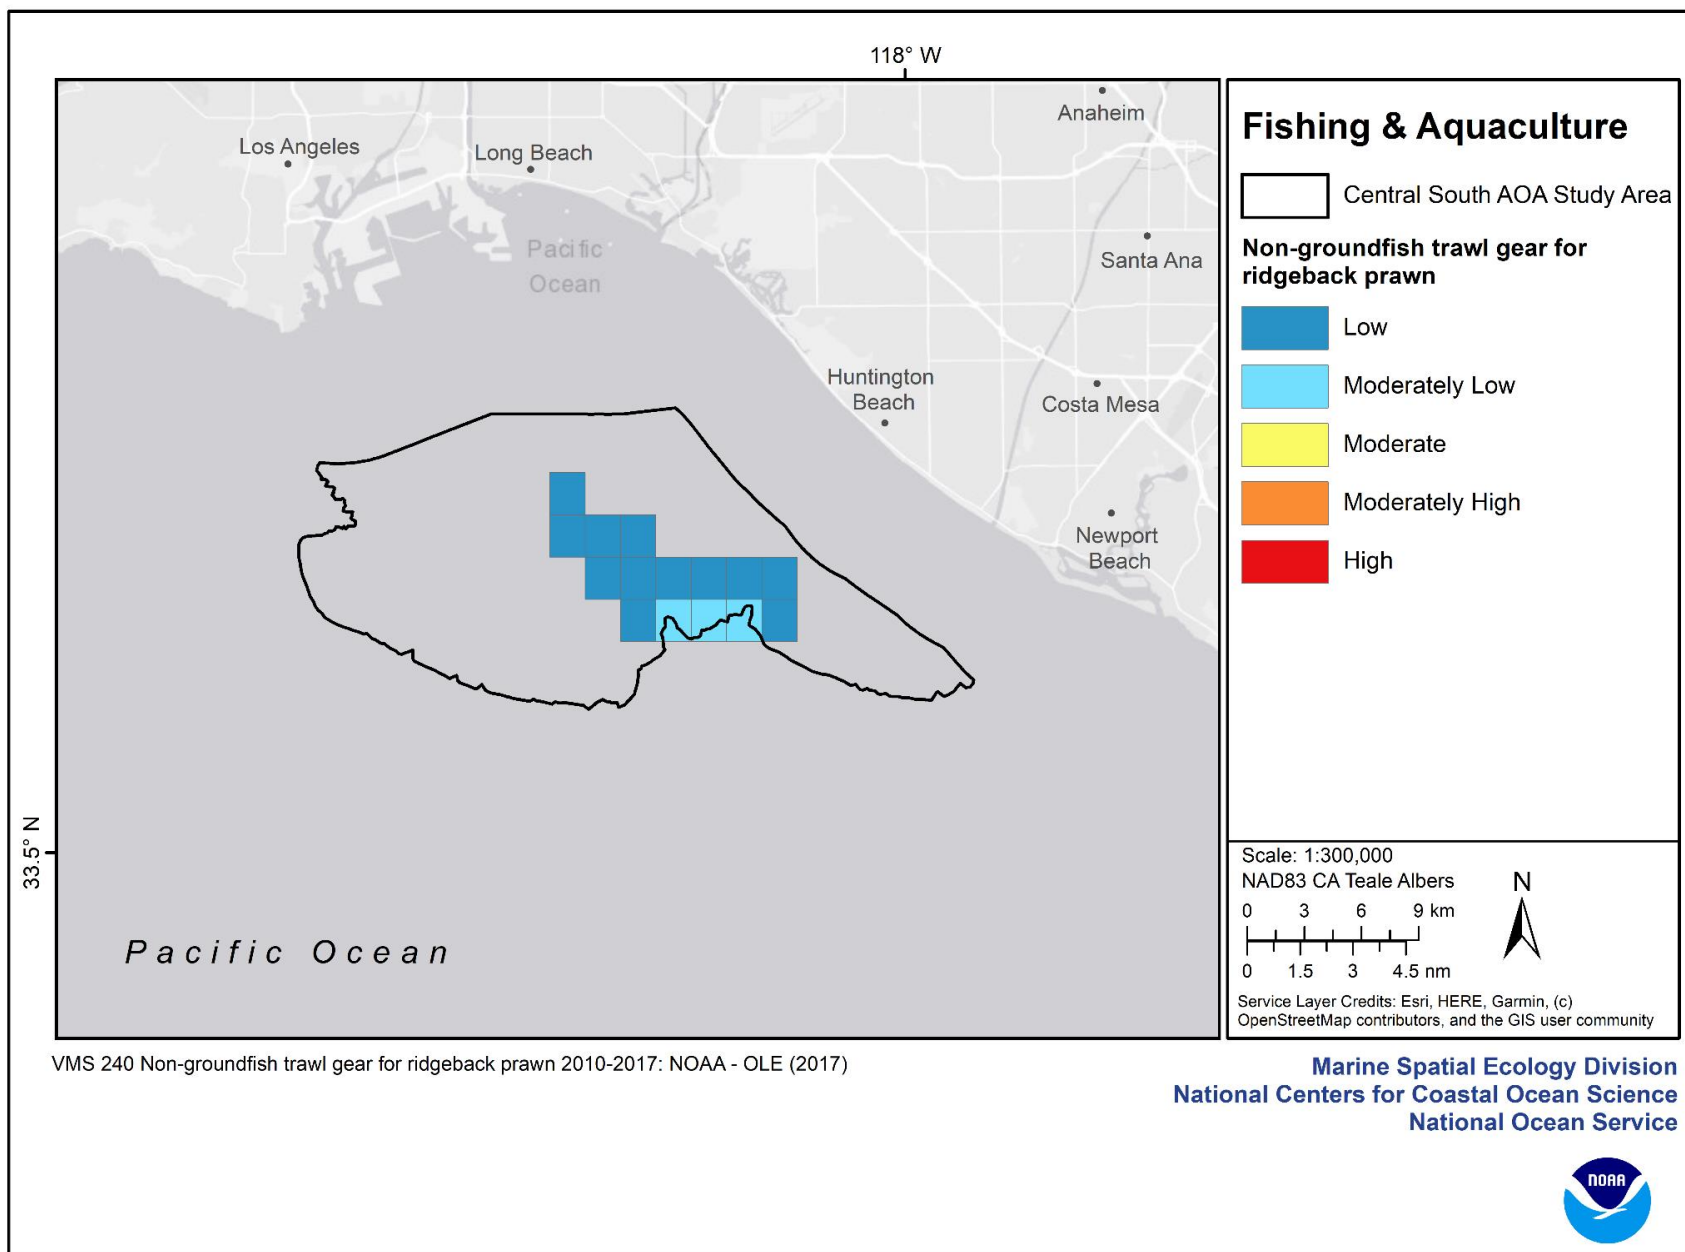 118° W
Anaheim
Los Angeles
Long Beach
Pacific
Ocean
Santa Ana
Huntington
Beach
Costa Mesa
Newport
Beach
33.5° N
Pacific Ocean
Fishing & Aquaculture
Central South AOA Study Area
Non-groundfish trawl gear for
ridgeback prawn
Low
Moderately Low
Moderate
Moderately High
High
Scale: 1:300,000
NAD83 CA Teale Albers
0 3 6 9 km
0 1.5 3 4.5 nm
N
Service Layer Credits: Esri, HERE, Garmin, (c)
OpenStreetMap contributors, and the GIS user community
VMS 240 Non-groundfish trawl gear for ridgeback prawn 2010-2017: NOAA - OLE (2017)
Marine Spatial Ecology Division
National Centers for Coastal Ocean Science
National Ocean Service
NOAA